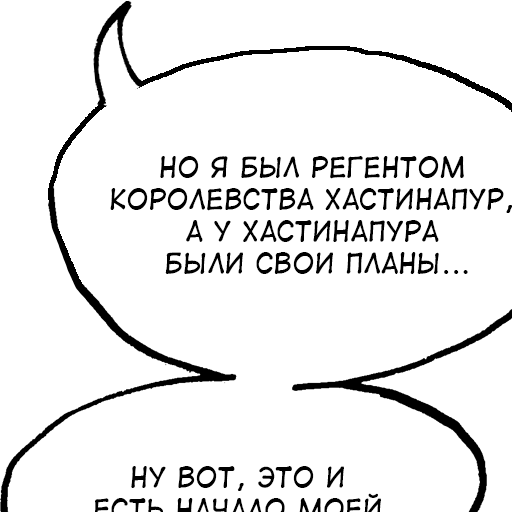 НО Я БЫЛ РЕГЕНТОМ
КОРОЛЕВСТВА ХАСТИНАПУР,
А У ХАСТИНАПУРА
БЫЛИ СВОИ ПЛАНЫ...
НУ ВОТ, ЭТО И
ЕСТЬ НАЧАЛО МОЕЙ